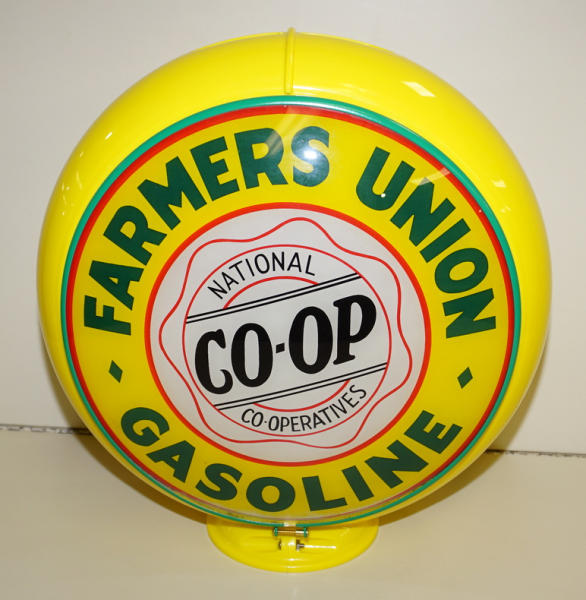 FARMERS UNION
NATIONAL
CO-OP
CO-OPERATIVES
GASOLINE